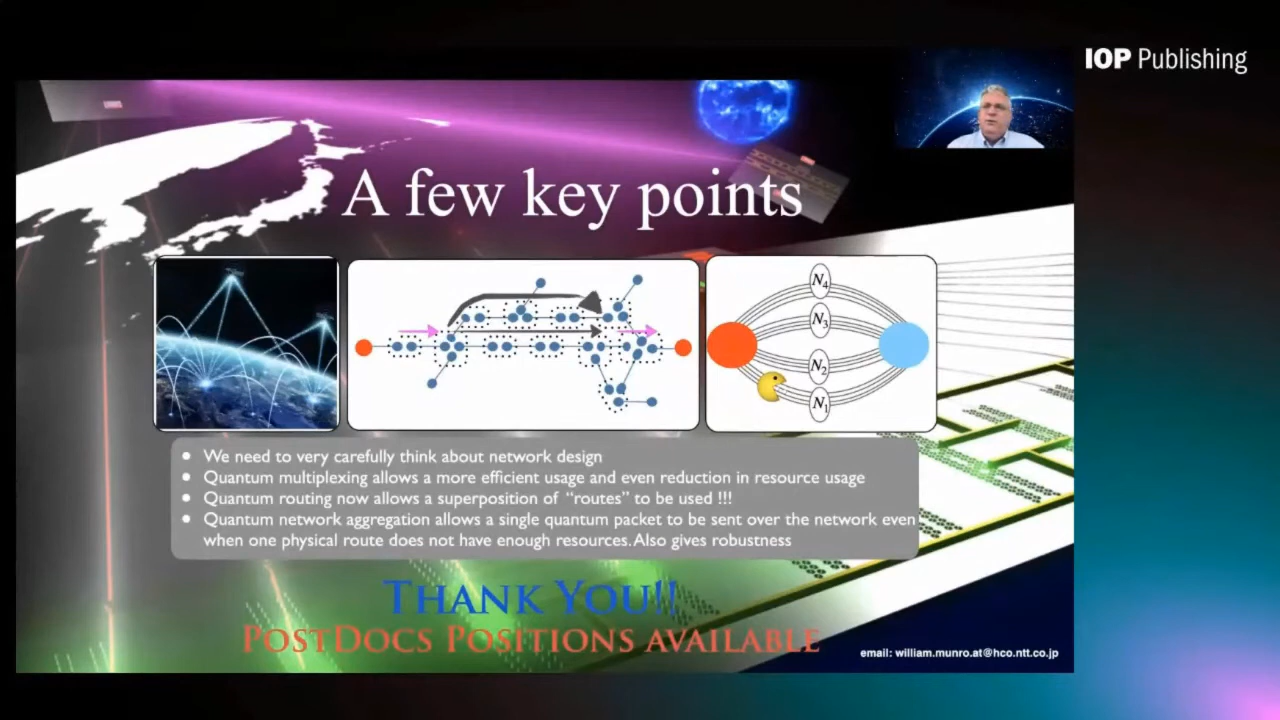 IOP Publishing
A few key points
N4
N3
N2
N1
• We need to very carefully think about network design
• Quantum multiplexing allows a more efficient usage and even reduction in resource usage
• Quantum routing now allows a superposition of “routes” to be used !!!
• Quantum network aggregation allows a single quantum packet to be sent over the network even
when one physical route does not have enough resources. Also gives robustness
THANK YOU!!
POSTDOCS POSITIONS AVAILABLE
email: william.munro.at@hco.ntt.co.jp